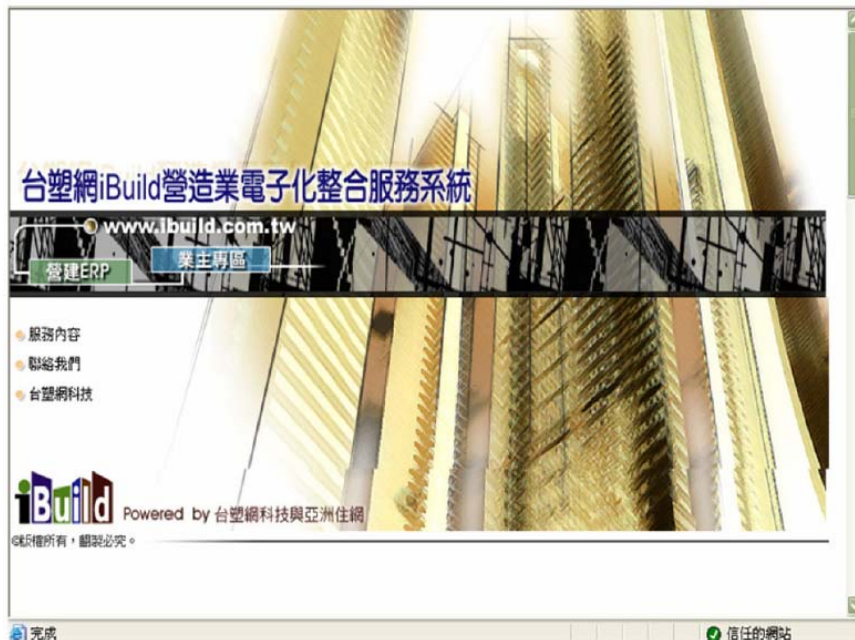 台塑網iBuild營造業電子化整合服務系統
www.ibuild.com.tw
營建ERP
業主專區
服務內容
聯絡我們
台塑網科技
iBuild Powered by 台塑網科技與亞洲住網
©版權所有，翻製必究。
完成
信任的網站